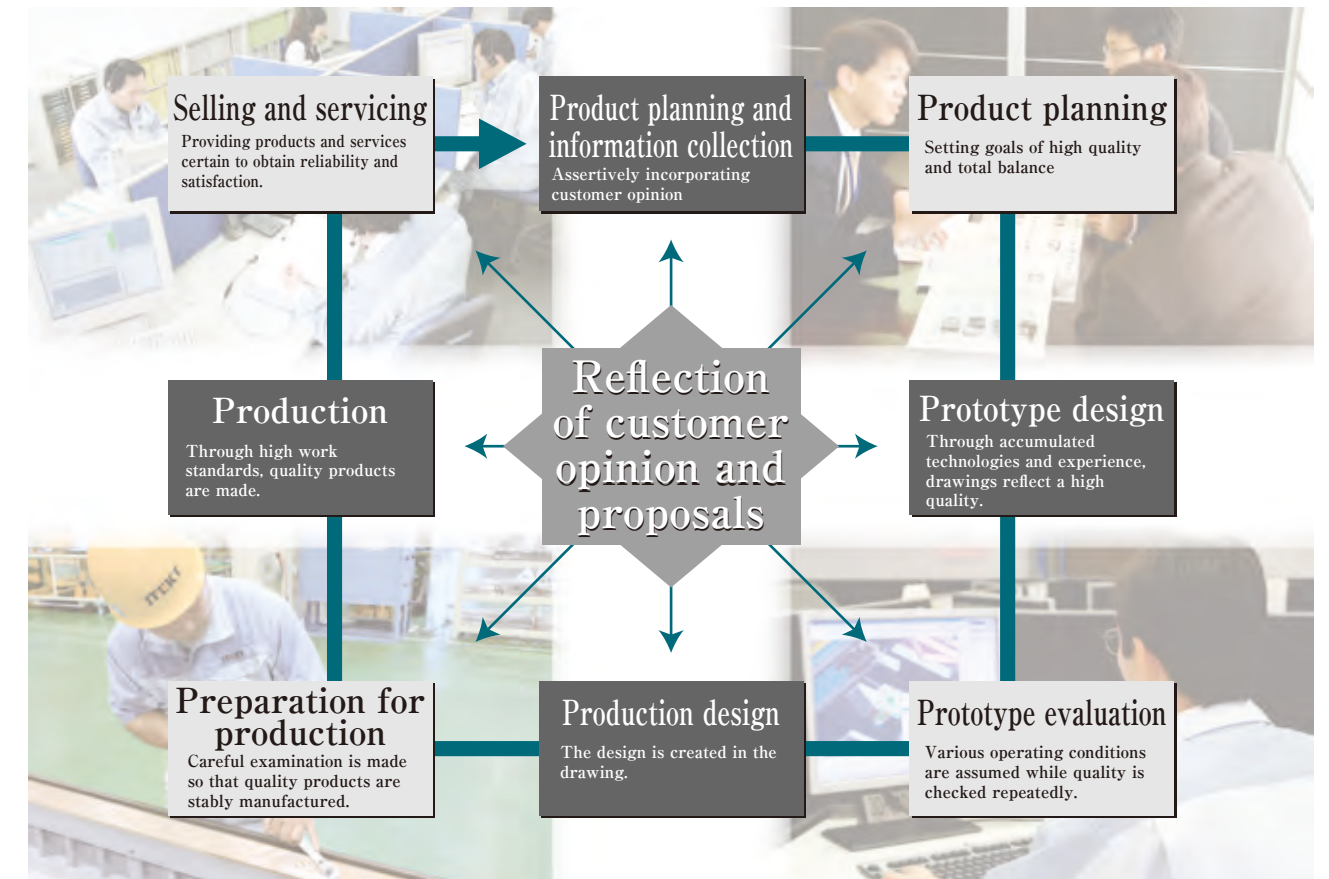 Selling and servicing
Providing products and services
certain to obtain reliability and
satisfaction.
Product planning and
information collection
Assertively incorporating
customer opinion
Product planning
Setting goals of high quality
and total balance
Production
Through high work
standards, quality products
are made.
Reflection
of customer
opinion and
proposals
Prototype design
Through accumulated
technologies and experience,
drawings reflect a high
quality.
Preparation for
production
Careful examination is made
so that quality products are
stably manufactured.
Production design
The design is created in the
drawing.
Prototype evaluation
Various operating conditions
are assumed while quality is
checked repeatedly.